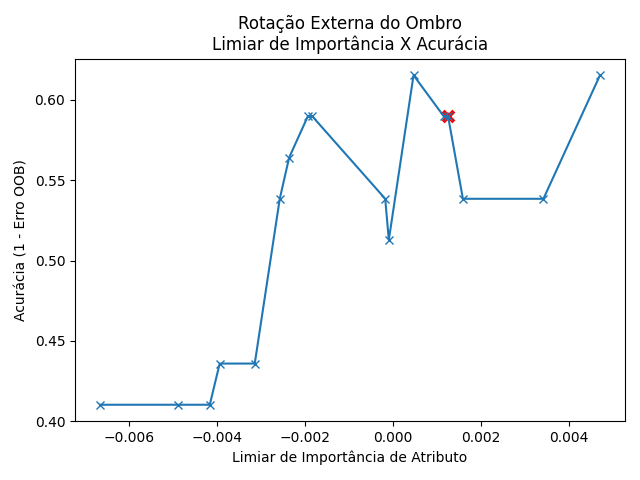 Rotação Externa do Ombro
Limiar de Importância X Acurácia
Acurácia (1 - Erro OOB)
0.60
0.55
0.50
0.45
0.40
−0.006 −0.004 −0.002 0.000 0.002 0.004
Limiar de Importância de Atributo